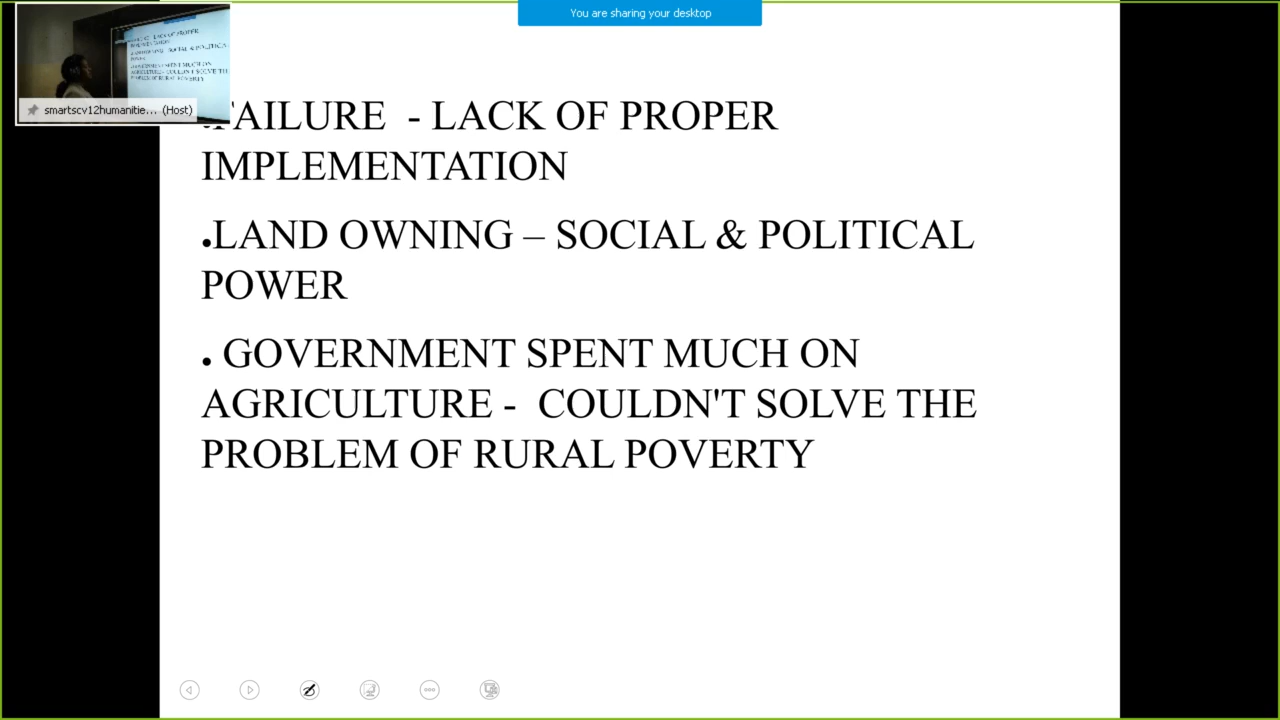 You are sharing your desktop
smartscv12humanitie... (Host)
FAILURE - LACK OF PROPER
IMPLEMENTATION
•LAND OWNING – SOCIAL & POLITICAL
POWER
• GOVERNMENT SPENT MUCH ON
AGRICULTURE - COULDN'T SOLVE THE
PROBLEM OF RURAL POVERTY